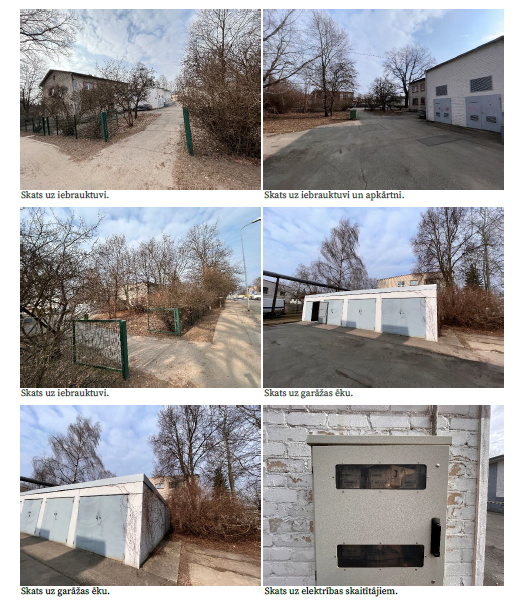 Skats uz iebrauktuvi.
Skats uz iebrauktuvi un apkārtni.
Skats uz iebrauktuvi.
Skats uz garāžas ēku.
Skats uz garāžas ēku.
Skats uz elektrības skaitītājiem.